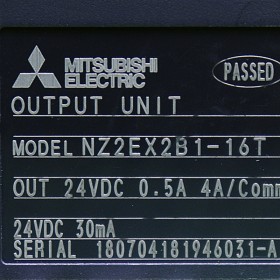 MITSUBISHI
ELECTRIC
PASSED
OUTPUT UNIT
MODEL NZ2EX2B1-16T
OUT 24VDC 0.5A 4A/Comm
24VDC 30mA
SERIAL 180704181946031-A